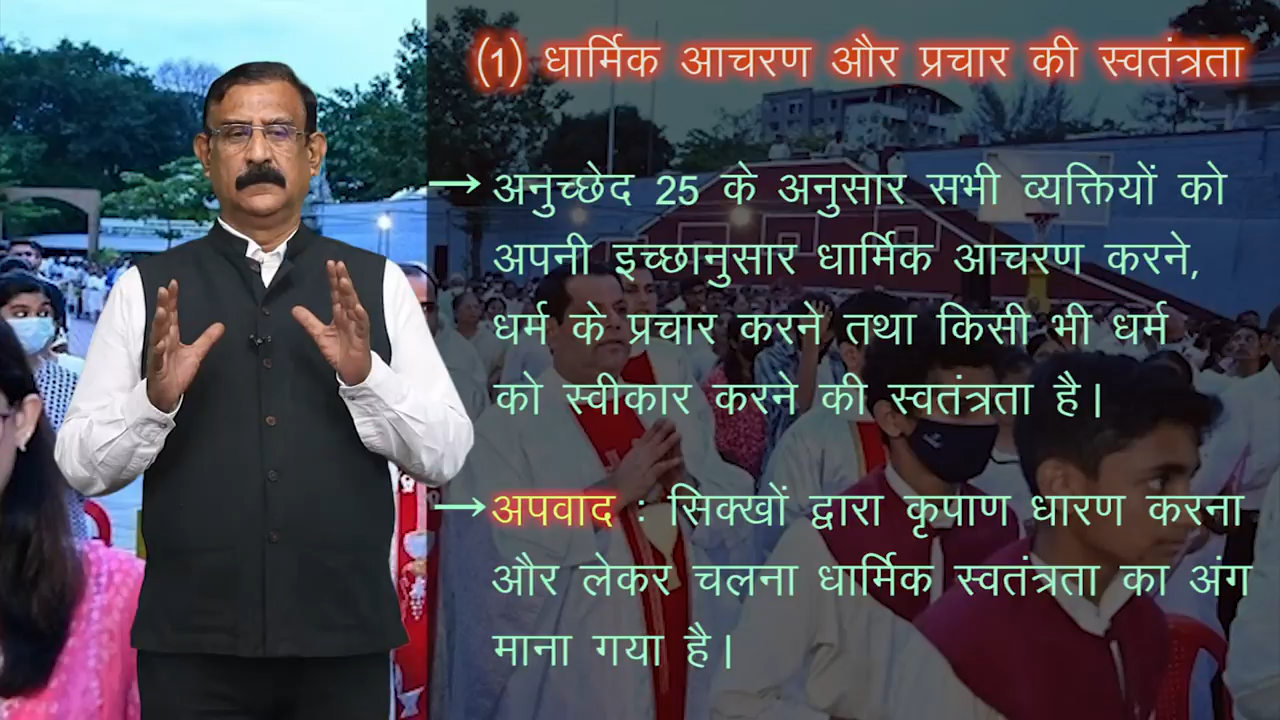 (1) धार्मिक आचरण और प्रचार की स्वतंत्रता
→ अनुच्छेद 25 के अनुसार सभी व्यक्तियों को
अपनी इच्छानुसार धार्मिक आचरण करने,
धर्म के प्रचार करने तथा किसी भी धर्म
को स्वीकार करने की स्वतंत्रता है।
→ अपवाद : सिक्खों द्वारा कृपाण धारण करना
और लेकर चलना धार्मिक स्वतंत्रता का अंग
माना गया है।